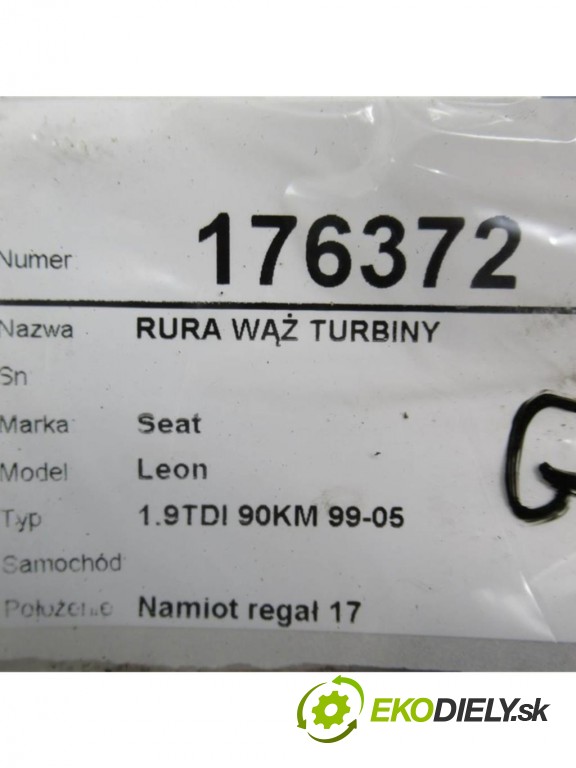 Numer 176372
Nazwa RURA WĄŻ TURBINY
Sn
Marka Seat
Model Leon
Typ 1.9TDI 90KM 99-05
Samochód
Położenie Namiot regał 17
EKODIELY.sk